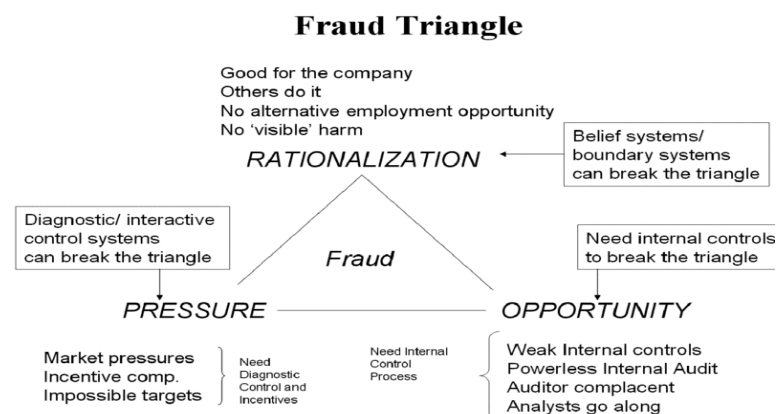 Fraud Triangle
Good for the company
Others do it
No alternative employment opportunity
No 'visible' harm
RATIONALIZATION
Belief systems/
boundary systems
can break the triangle
Diagnostic/ interactive
control systems
can break the triangle
Fraud
Need internal controls
to break the triangle
PRESSURE
OPPORTUNITY
Market pressures
Incentive comp.
Impossible targets
Need
Diagnostic
Control and
Incentives
Need Internal
Control
Process
Weak Internal controls
Powerless Internal Audit
Auditor complacent
Analysts go along